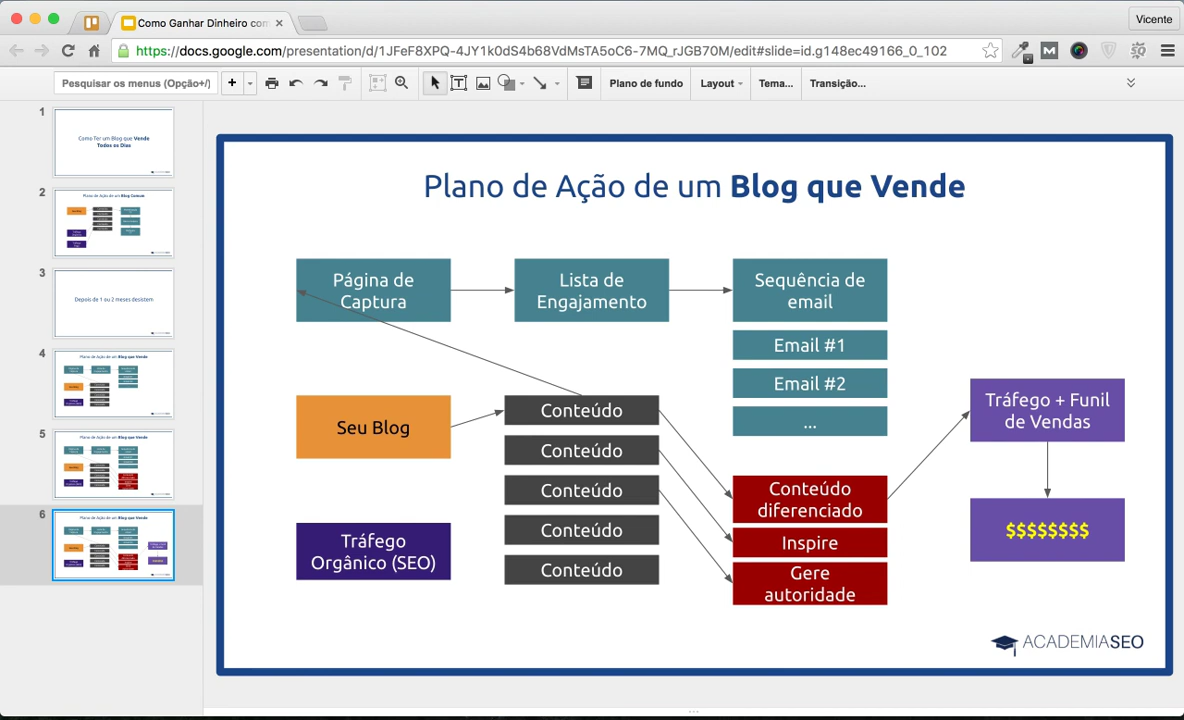 Como Ganhar Dinheiro com
Vicente
https://docs.google.com/presentation/d/1JFeF8XPQ-4JY1k0dS4b68VdMsTA5oC6-7MQ_rJGB70M/edit#slide=id.g148ec49166_0_102
Pesquisar os menus (Opção+/)
Plano de fundo
Layout
Tema...
Transição...
1
Como Ter um Blog que Vende
Todos os Dias
2
Plano de Ação de um Blog Comum
3
Depois de 1 ou 2 meses desistem
4
Plano de Ação de um Blog que Vende
5
Plano de Ação de um Blog que Vende
6
Plano de Ação de um Blog que Vende
Plano de Ação de um Blog que Vende
Página de
Captura
Lista de
Engajamento
Sequência de
email
Email #1
Email #2
...
Seu Blog
Conteúdo
Conteúdo
Conteúdo
Conteúdo
Conteúdo
Tráfego
Orgânico (SEO)
Conteúdo
diferenciado
Inspire
Gere
autoridade
Tráfego + Funil
de Vendas
$$$$$$$$
ACADEMIASEO